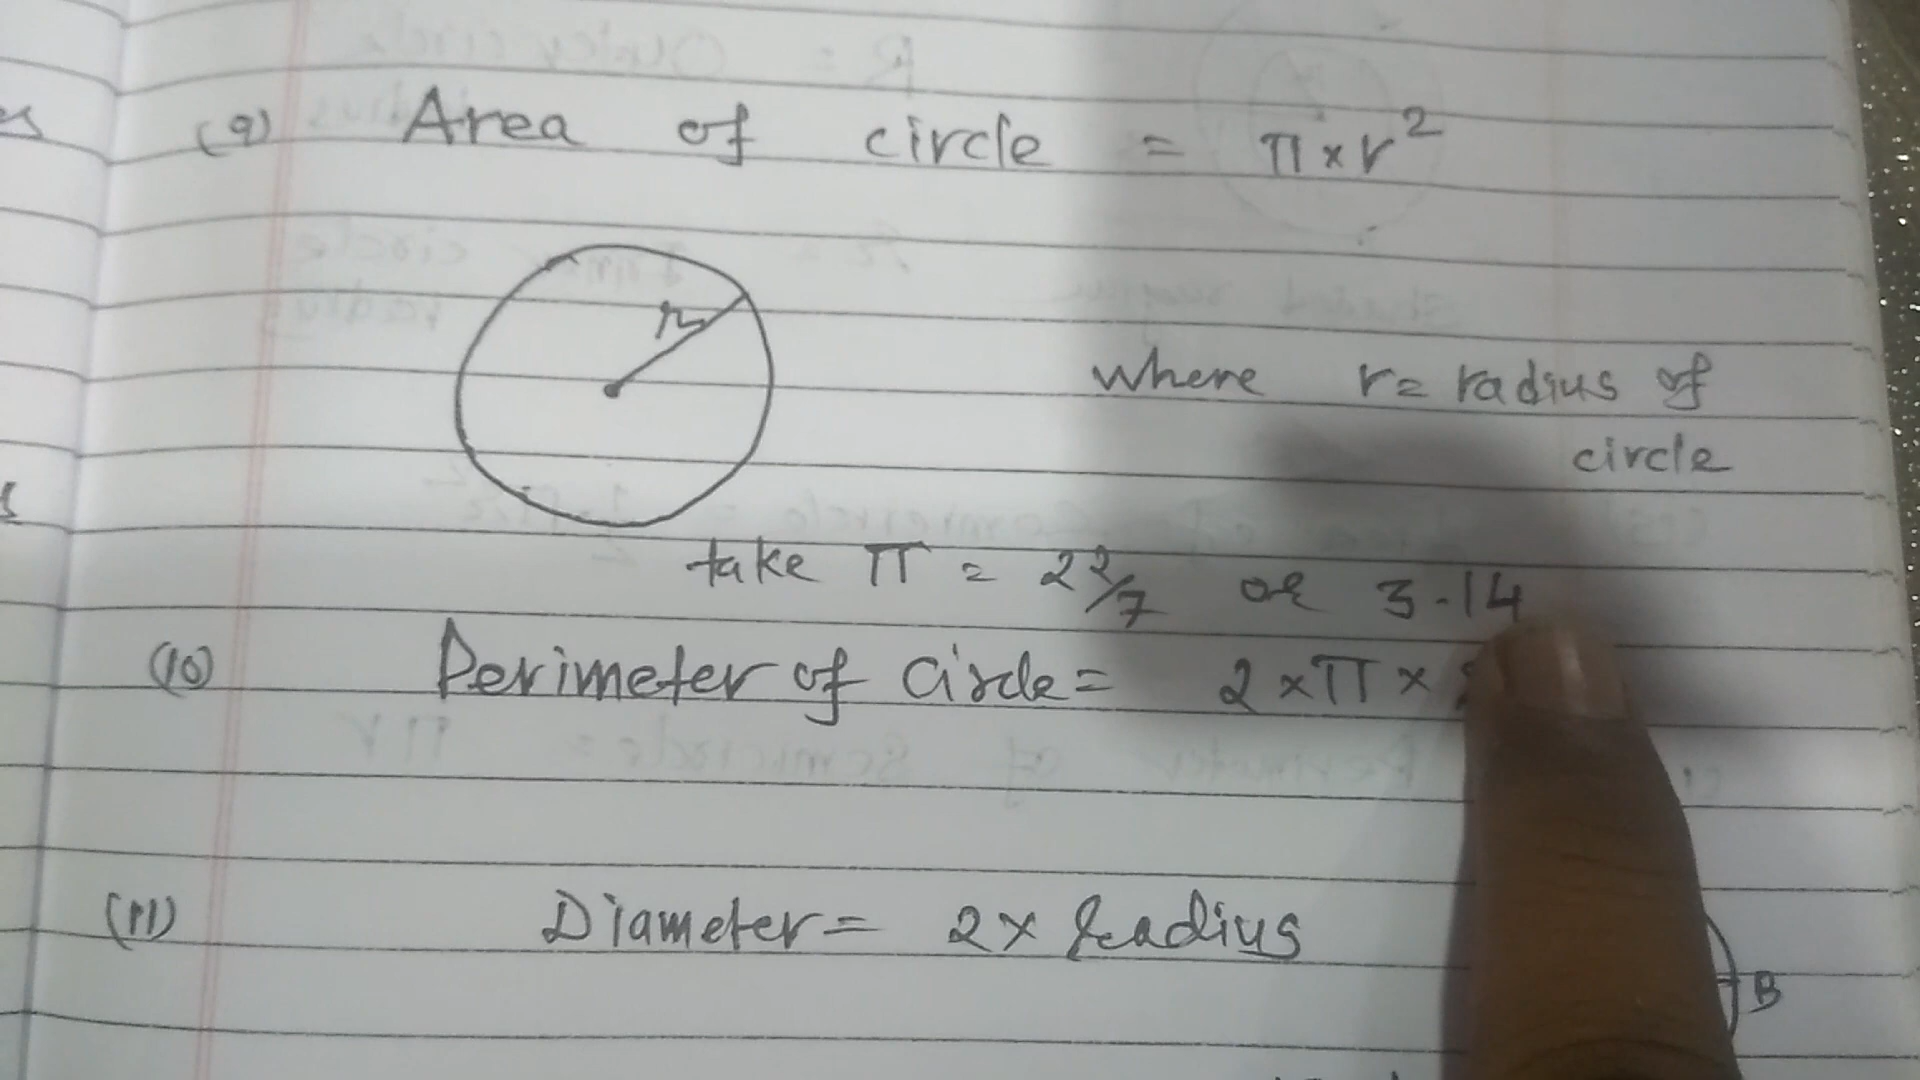 (9) Area of circle = π×r²
r
where r = radius of
circle
take π = 22/7 or 3.14
(10) Perimeter of Circle = 2×π×
(11) Diameter = 2× Radius
B